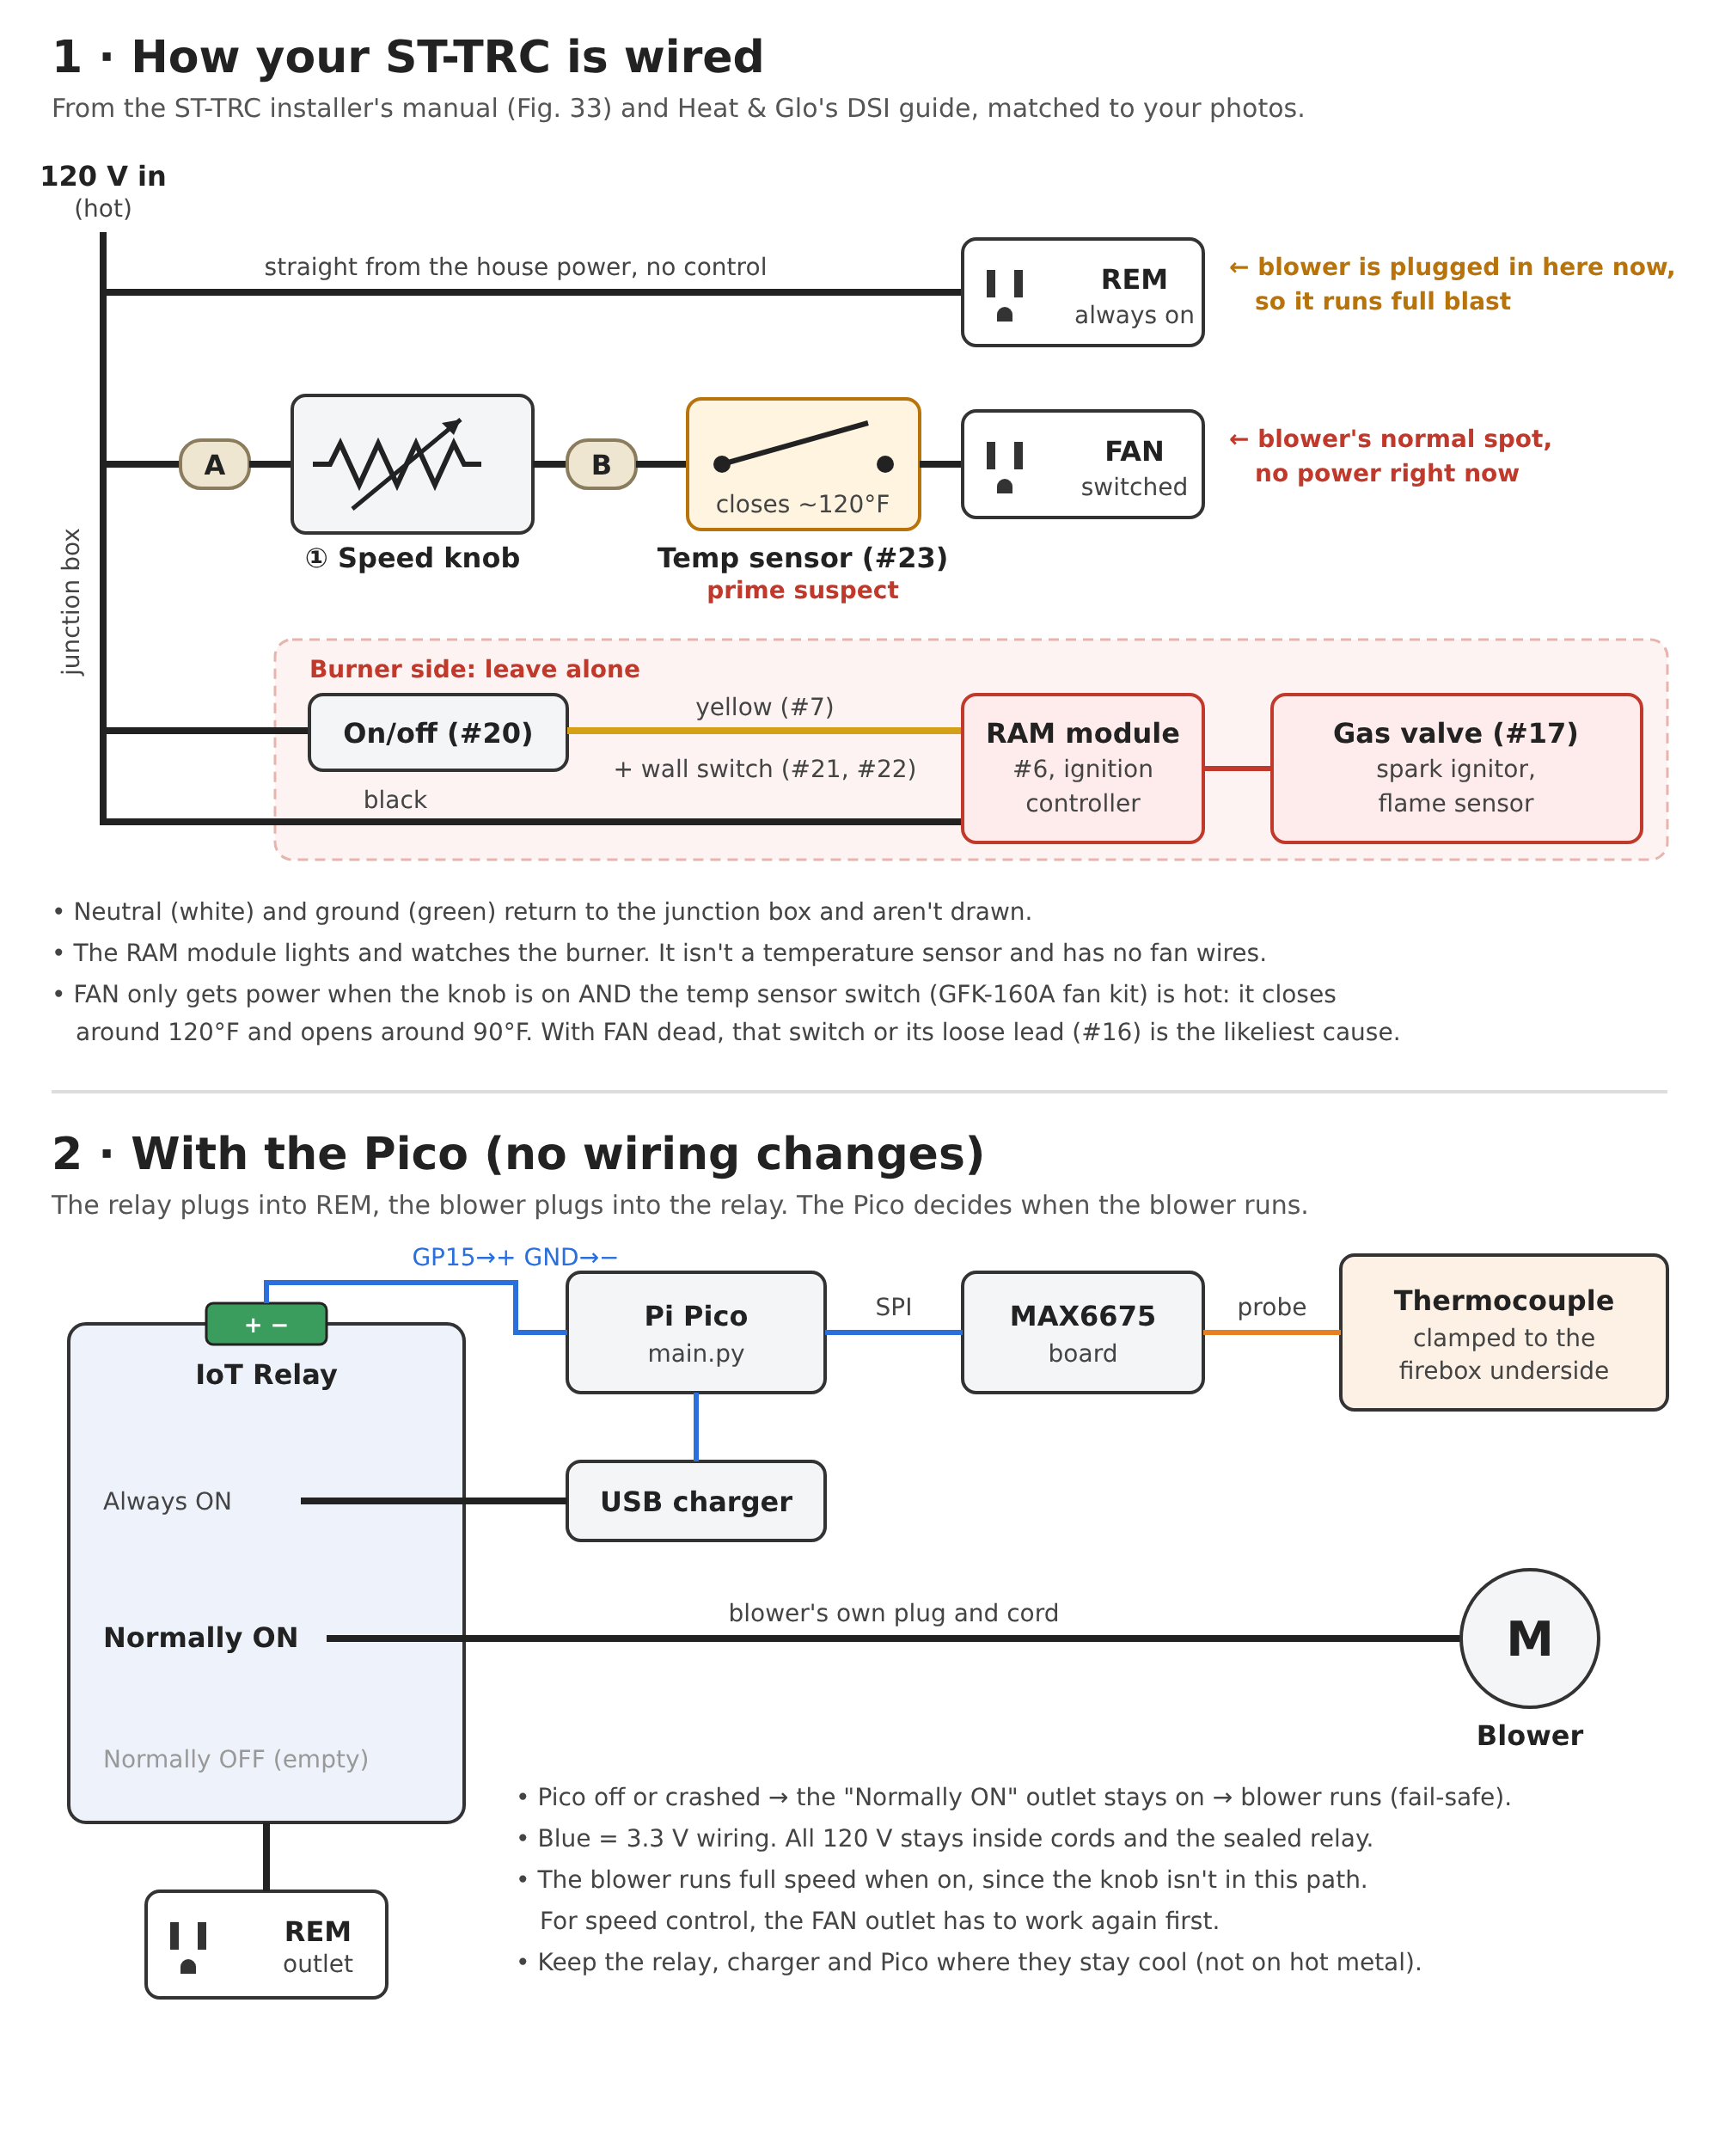 1 · How your ST-TRC is wired
From the ST-TRC installer's manual (Fig. 33) and Heat & Glo's DSI guide, matched to your photos.
120 V in
(hot)
straight from the house power, no control
REM
always on
← blower is plugged in here now,
so it runs full blast
A
B
closes ~120°F
FAN
switched
← blower's normal spot,
no power right now
① Speed knob
Temp sensor (#23)
prime suspect
junction box
Burner side: leave alone
On/off (#20)
yellow (#7)
+ wall switch (#21, #22)
black
RAM module
#6, ignition
controller
Gas valve (#17)
spark ignitor,
flame sensor
• Neutral (white) and ground (green) return to the junction box and aren't drawn.
• The RAM module lights and watches the burner. It isn't a temperature sensor and has no fan wires.
• FAN only gets power when the knob is on AND the temp sensor switch (GFK-160A fan kit) is hot: it closes
around 120°F and opens around 90°F. With FAN dead, that switch or its loose lead (#16) is the likeliest cause.
2 · With the Pico (no wiring changes)
The relay plugs into REM, the blower plugs into the relay. The Pico decides when the blower runs.
GP15→+ GND→−
+ −
IoT Relay
Pi Pico
main.py
SPI
MAX6675
board
probe
Thermocouple
clamped to the
firebox underside
Always ON
USB charger
Normally ON
blower's own plug and cord
M
Blower
Normally OFF (empty)
• Pico off or crashed → the "Normally ON" outlet stays on → blower runs (fail-safe).
• Blue = 3.3 V wiring. All 120 V stays inside cords and the sealed relay.
• The blower runs full speed when on, since the knob isn't in this path.
For speed control, the FAN outlet has to work again first.
• Keep the relay, charger and Pico where they stay cool (not on hot metal).
REM
outlet